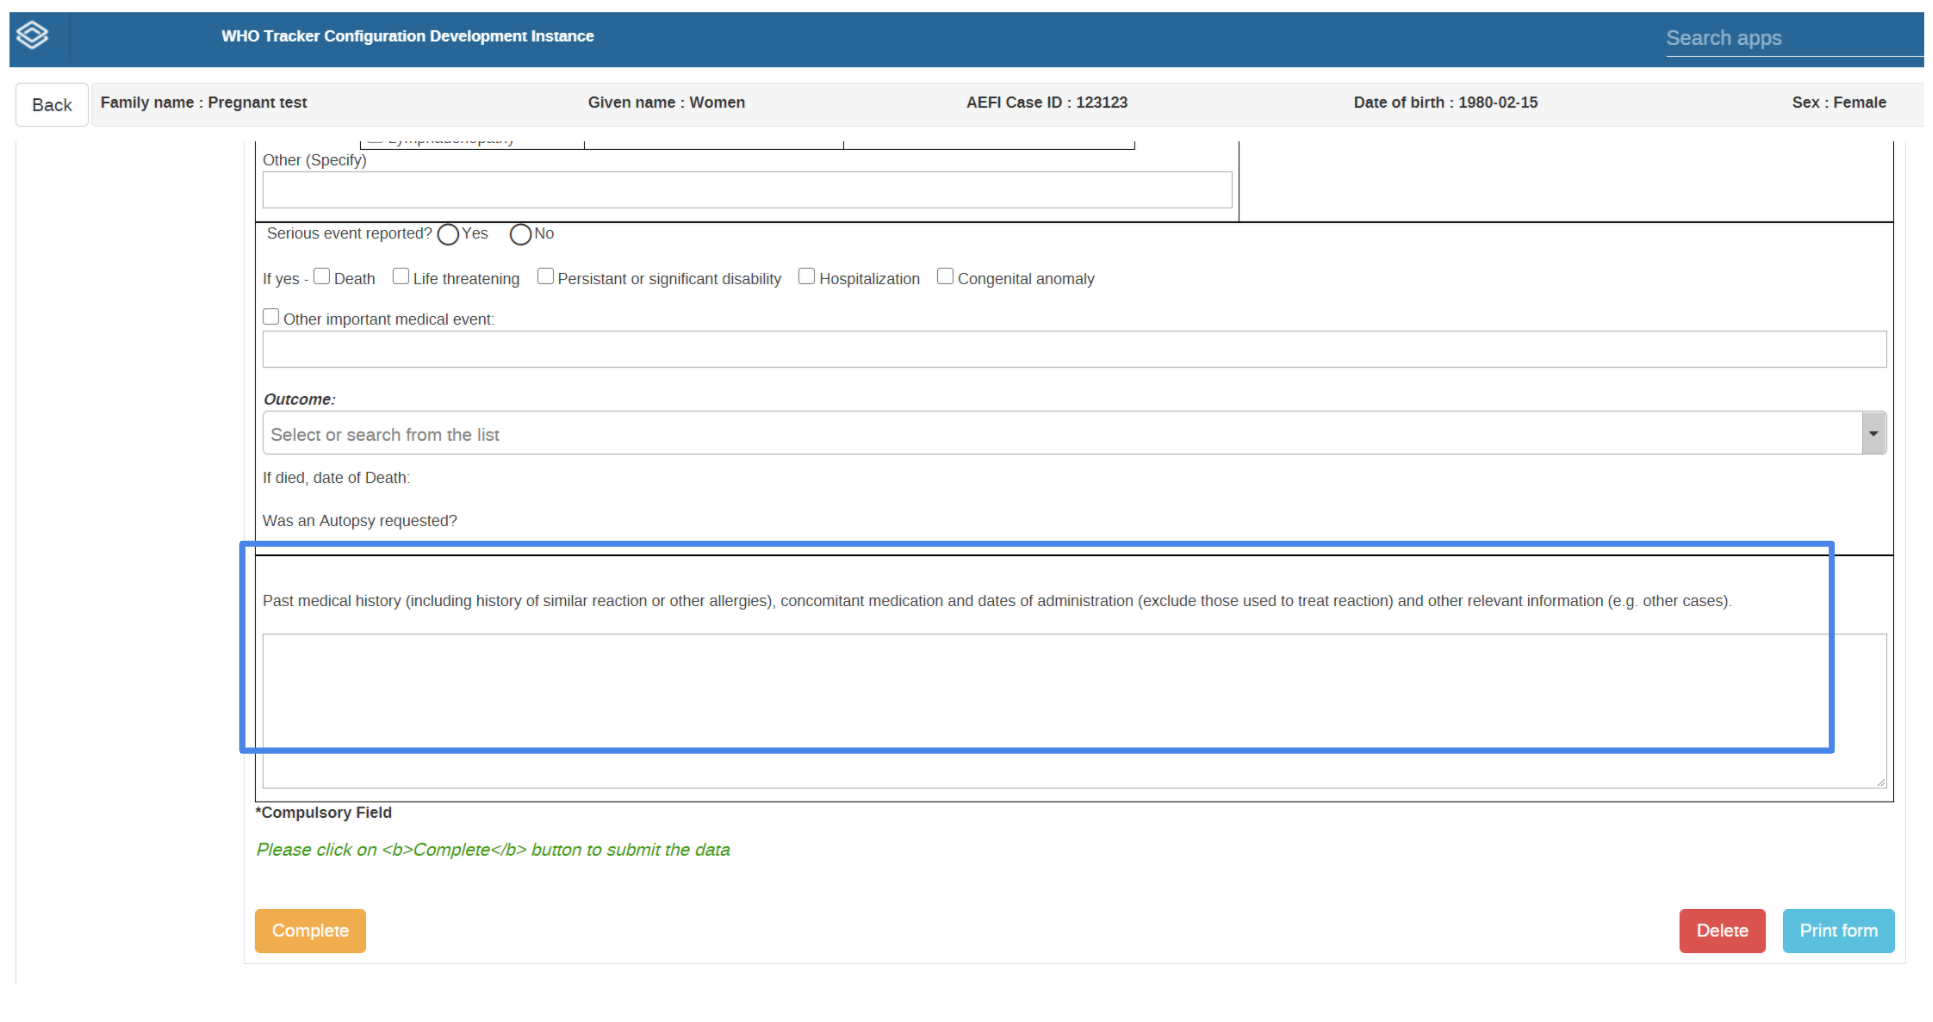 WHO Tracker Configuration Development Instance
Search apps
Back
Family name : Pregnant test
Given name : Women
AEFI Case ID : 123123
Date of birth : 1980-02-15
Sex : Female
Other (Specify)
Serious event reported? Yes No
If yes - Death Life threatening Persistant or significant disability Hospitalization Congenital anomaly
Other important medical event:
Outcome:
Select or search from the list
If died, date of Death:
Was an Autopsy requested?
Past medical history (including history of similar reaction or other allergies), concomitant medication and dates of administration (exclude those used to treat reaction) and other relevant information (e.g. other cases).
*Compulsory Field
Please click on <b>Complete</b> button to submit the data
Complete
Delete
Print form